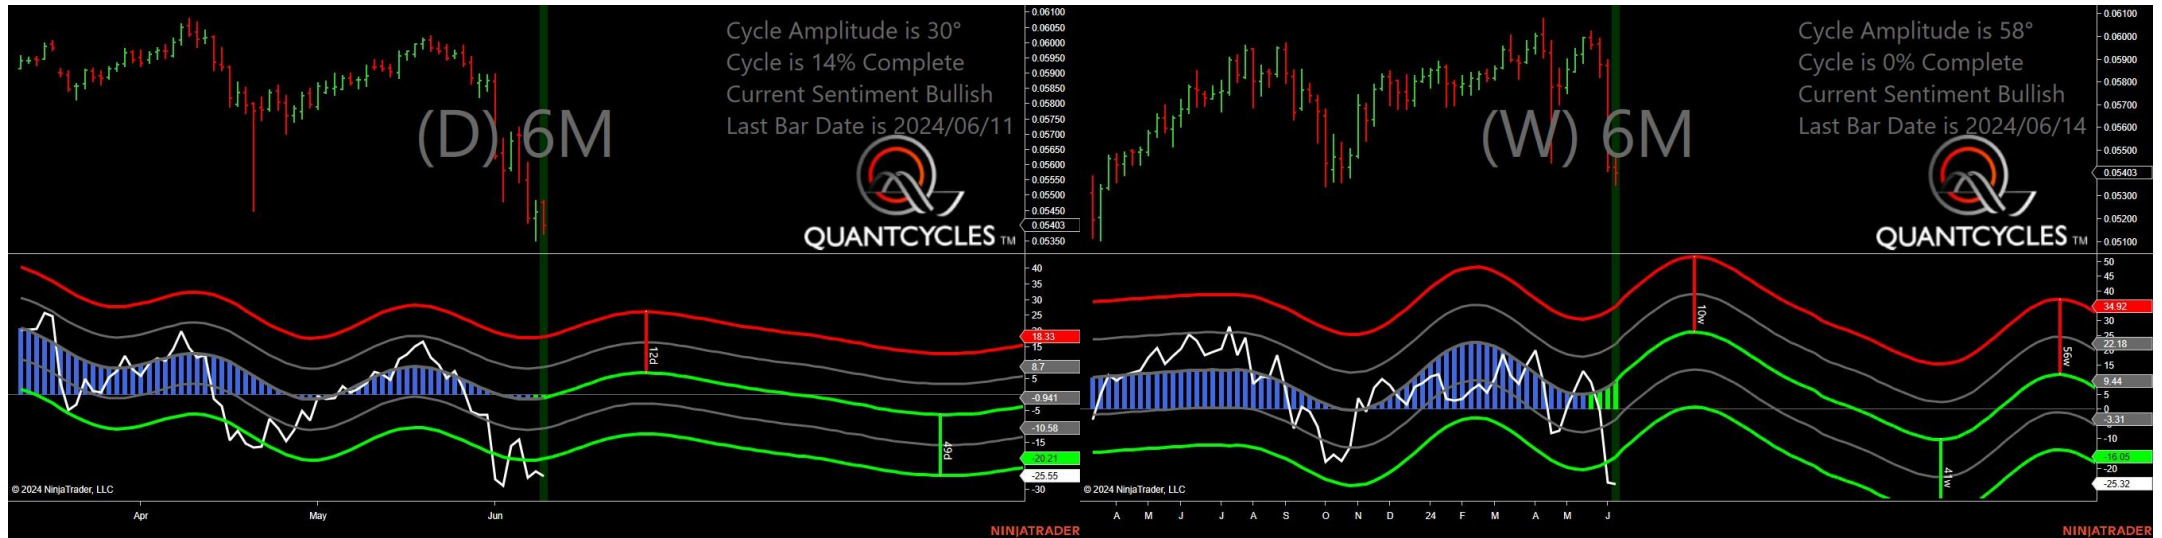 Cycle Amplitude is 30°
Cycle is 14% Complete
Current Sentiment Bullish
Last Bar Date is 2024/06/11
(D) 6M
QUANTCYCLES TM
0.06100
0.06050
0.06000
0.05950
0.05900
0.05850
0.05800
0.05750
0.05700
0.05650
0.05600
0.05550
0.05500
0.05450
0.05403
0.05350
40
35
30
25
18.33
15
8.7
5
-0.941
-5
-10.58
-15
-20.21
-25.55
-30
12d
49d
© 2024 NinjaTrader, LLC
Apr May Jun
NINJATRADER
Cycle Amplitude is 58°
Cycle is 0% Complete
Current Sentiment Bullish
Last Bar Date is 2024/06/14
(W) 6M
QUANTCYCLES TM
0.06100
0.06000
0.05900
0.05800
0.05700
0.05600
0.05500
0.05403
0.05300
0.05200
0.05100
50
45
40
34.92
30
25
22.18
20
15
9.44
5
0
-3.31
-10
-16.05
-20
-25.32
10w
41w
56w
© 2024 NinjaTrader, LLC
A M J J A S O N D 24 F M A M J
NINJATRADER